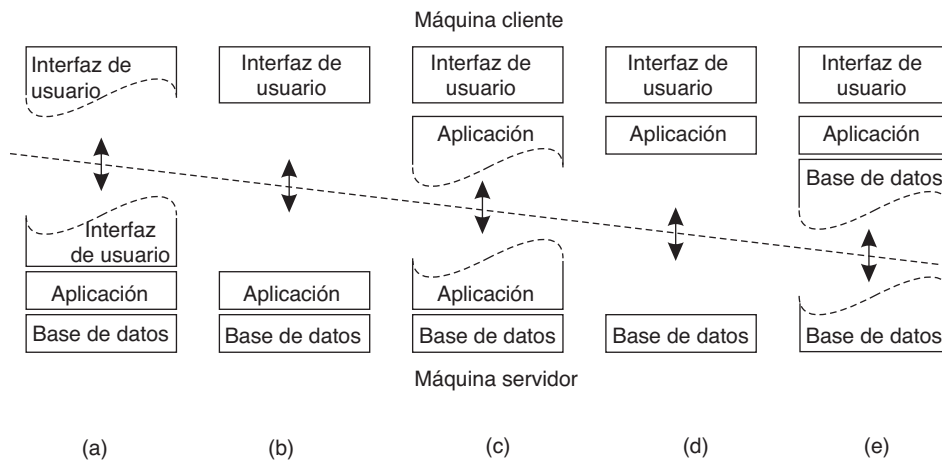 Máquina cliente
Interfaz de
usuario
Interfaz de
usuario
Interfaz de
usuario
Interfaz de
usuario
Interfaz de
usuario
Aplicación
Aplicación
Aplicación
Base de datos
Interfaz
de usuario
Aplicación
Aplicación
Aplicación
Base de datos
Base de datos
Base de datos
Base de datos
Base de datos
Máquina servidor
(a)
(b)
(c)
(d)
(e)